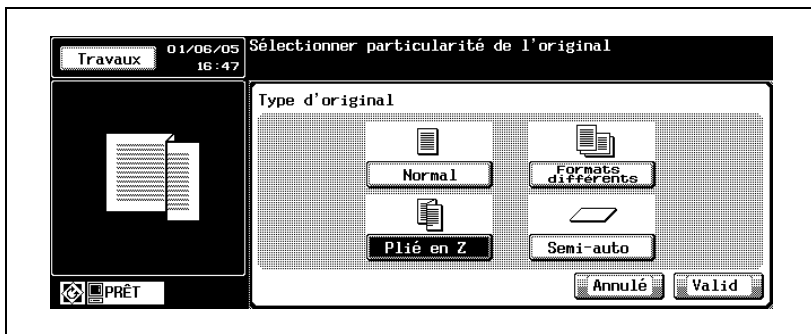 Travaux
01/06/05
16:47
Sélectionner particularité de l'original
Type d'original
Normal
Formats
différents
Plié en Z
Semi-auto
Annulé
Valid
PRÊT